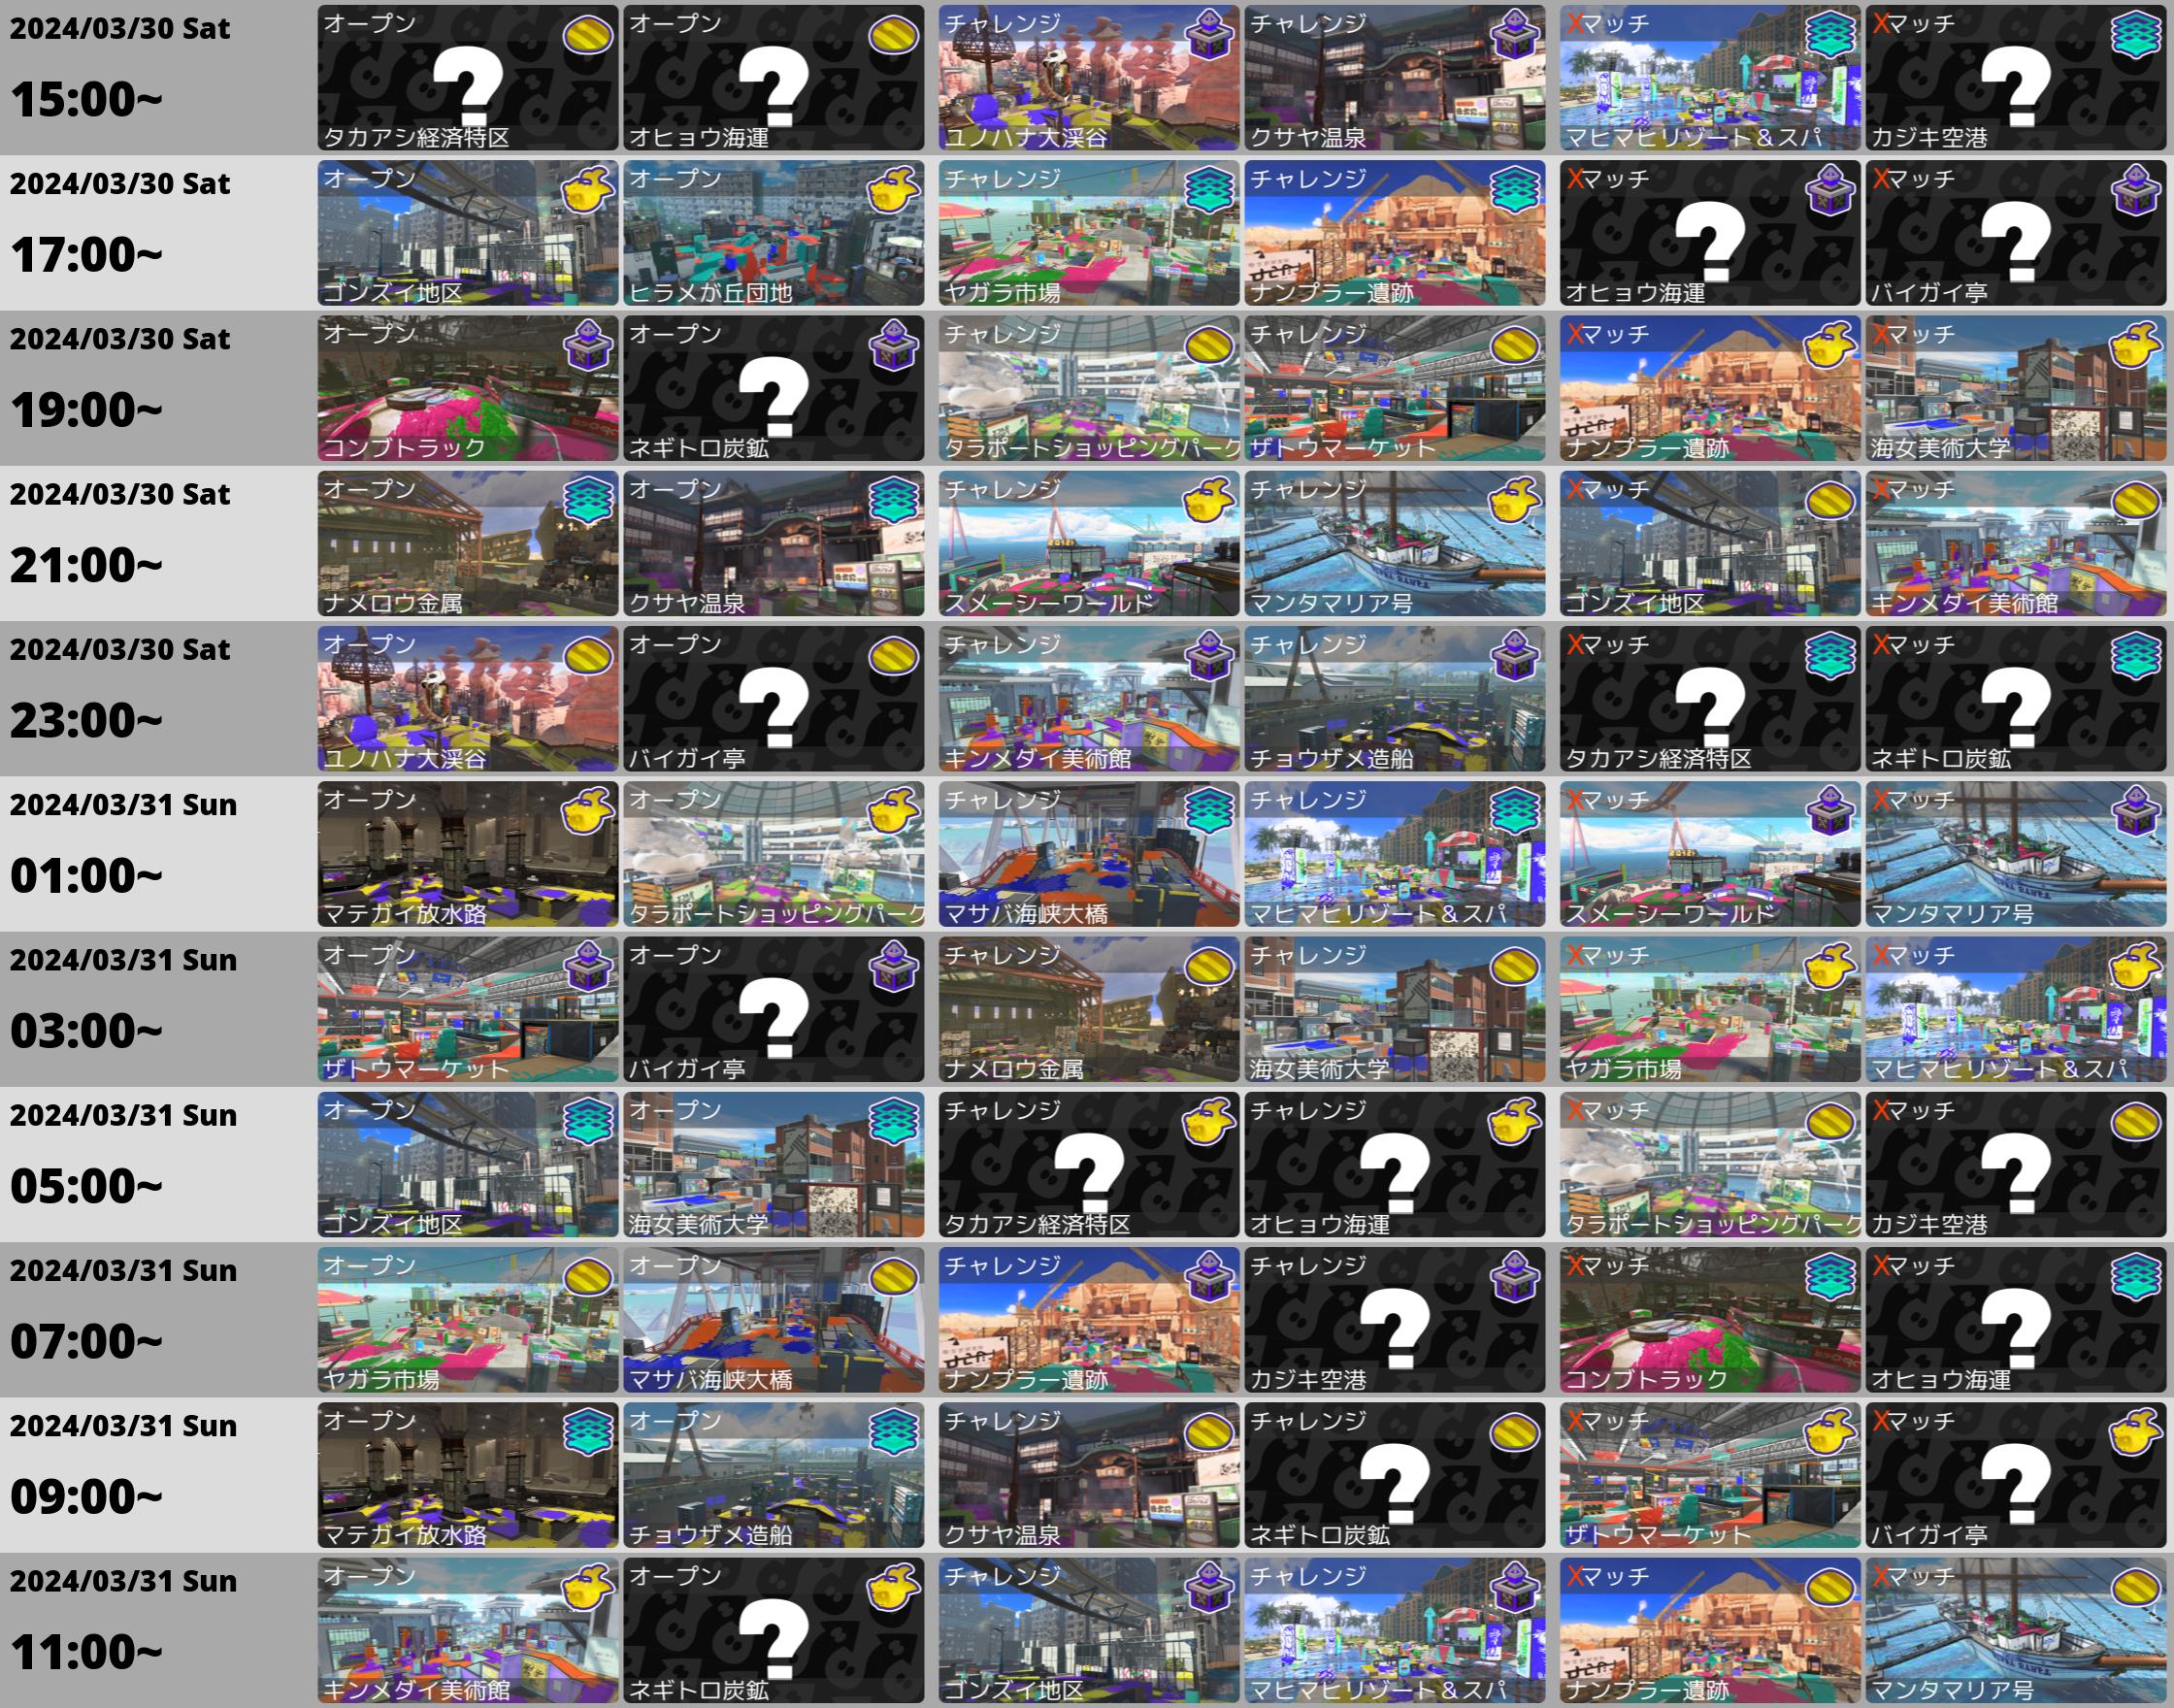 2024/03/30 Sat
15:00~
オープン
タカアシ経済特区
オープン
オヒョウ海運
チャレンジ
ユノハナ大渓谷
チャレンジ
クサヤ温泉
Xマッチ
マヒマヒリゾート＆スパ
Xマッチ
カジキ空港
2024/03/30 Sat
17:00~
オープン
ゴンズイ地区
オープン
ヒラメが丘団地
チャレンジ
ヤガラ市場
チャレンジ
ナンプラー遺跡
Xマッチ
オヒョウ海運
Xマッチ
バイガイ亭
2024/03/30 Sat
19:00~
オープン
コンブトラック
オープン
ネギトロ炭鉱
チャレンジ
タラポートショッピングパーク
チャレンジ
ザトウマーケット
Xマッチ
ナンプラー遺跡
Xマッチ
海女美術大学
2024/03/30 Sat
21:00~
オープン
ナメロウ金属
オープン
クサヤ温泉
チャレンジ
スメーシーワールド
チャレンジ
マンタマリア号
Xマッチ
ゴンズイ地区
Xマッチ
キンメダイ美術館
2024/03/30 Sat
23:00~
オープン
ユノハナ大渓谷
オープン
バイガイ亭
チャレンジ
キンメダイ美術館
チャレンジ
チョウザメ造船
Xマッチ
タカアシ経済特区
Xマッチ
ネギトロ炭鉱
2024/03/31 Sun
01:00~
オープン
マテガイ放水路
オープン
タラポートショッピングパーク
チャレンジ
マサバ海峡大橋
チャレンジ
マヒマヒリゾート＆スパ
Xマッチ
スメーシーワールド
Xマッチ
マンタマリア号
2024/03/31 Sun
03:00~
オープン
ザトウマーケット
オープン
バイガイ亭
チャレンジ
ナメロウ金属
チャレンジ
海女美術大学
Xマッチ
ヤガラ市場
Xマッチ
マヒマヒリゾート＆スパ
2024/03/31 Sun
05:00~
オープン
ゴンズイ地区
オープン
海女美術大学
チャレンジ
タカアシ経済特区
チャレンジ
オヒョウ海運
Xマッチ
タラポートショッピングパーク
Xマッチ
カジキ空港
2024/03/31 Sun
07:00~
オープン
ヤガラ市場
オープン
マサバ海峡大橋
チャレンジ
ナンプラー遺跡
チャレンジ
カジキ空港
Xマッチ
コンブトラック
Xマッチ
オヒョウ海運
2024/03/31 Sun
09:00~
オープン
マテガイ放水路
オープン
チョウザメ造船
チャレンジ
クサヤ温泉
チャレンジ
ネギトロ炭鉱
Xマッチ
ザトウマーケット
Xマッチ
バイガイ亭
2024/03/31 Sun
11:00~
オープン
キンメダイ美術館
オープン
ネギトロ炭鉱
チャレンジ
ゴンズイ地区
チャレンジ
マヒマヒリゾート＆スパ
Xマッチ
ナンプラー遺跡
Xマッチ
マンタマリア号